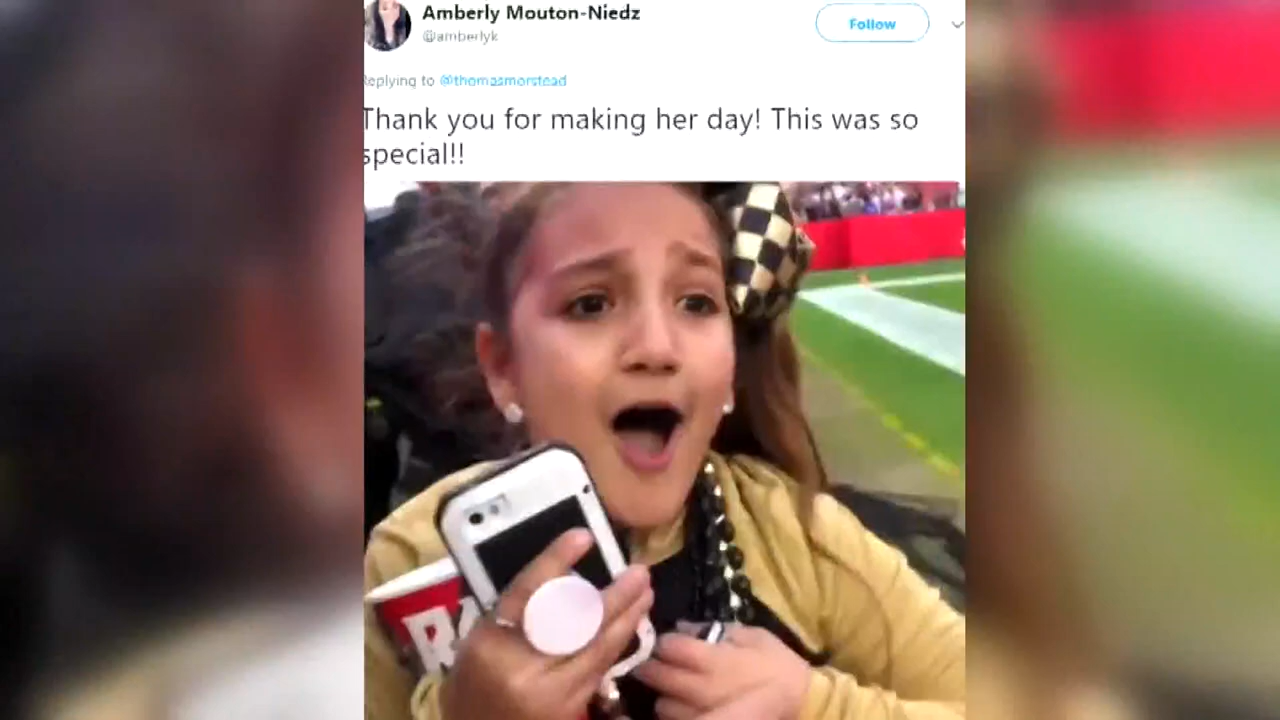 Amberly Mouton-Niedz
@amberlyk
Follow
Replying to @thomasmorstead
Thank you for making her day! This was so
special!!